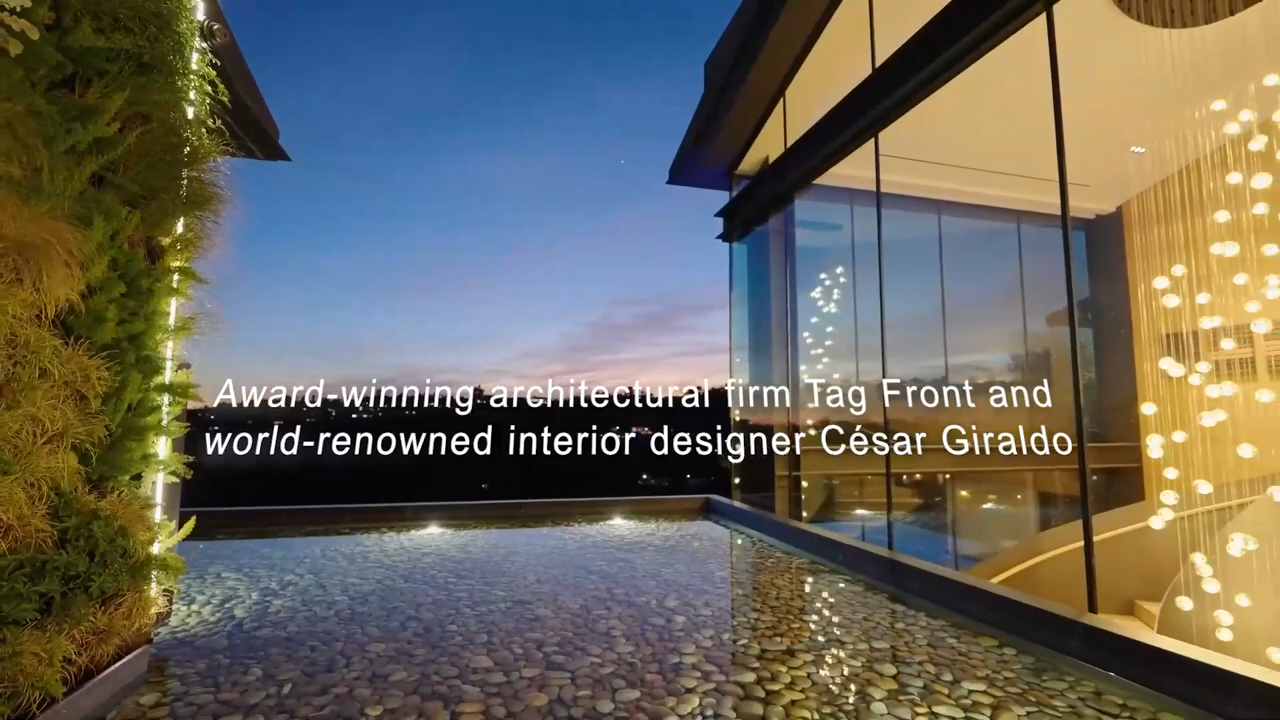 Award-winning architectural firm Tag Front and
world-renowned interior designer César Giraldo